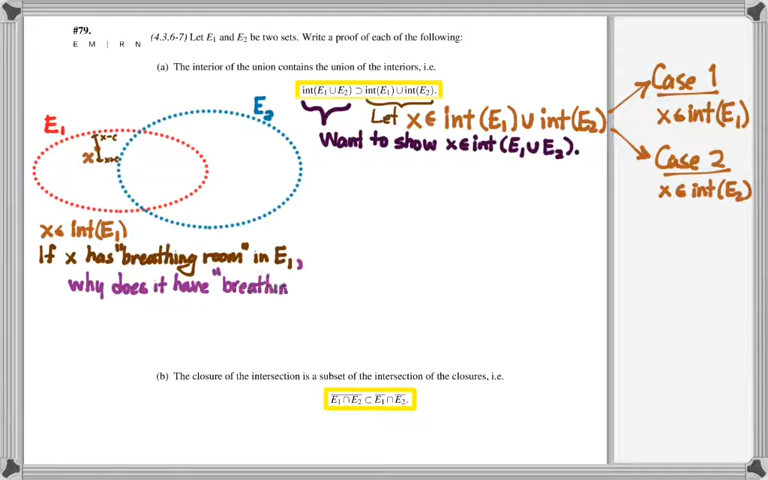 #79.
E M | R N
(4.3.6-7) Let E₁ and E₂ be two sets. Write a proof of each of the following:
(a) The interior of the union contains the union of the interiors, i.e.
int(E₁ ∪ E₂) ⊃ int(E₁) ∪ int(E₂).
Let x ∈ int(E₁) ∪ int(E₂)
Want to show x ∈ int(E₁ ∪ E₂).
Case 1
x ∈ int(E₁)
Case 2
x ∈ int(E₂)
E₁
E₂
x-c
x
x+c
x ∈ int(E₁)
If x has "breathing room" in E₁,
why does it have "breathin
(b) The closure of the intersection is a subset of the intersection of the closures, i.e.
E̅₁̅ ̅∩̅ ̅E̅₂̅ ⊂ E̅₁ ∩ E̅₂.